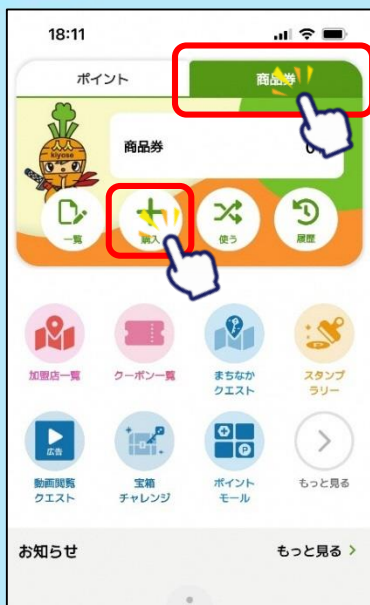 18:11
ポイント
商品券
kiyose
商品券
一覧
購入
使う
履歴
加盟店一覧
クーポン一覧
まちなか
クエスト
スタンプ
ラリー
広告
動画閲覧
クエスト
宝箱
チャレンジ
P
ポイント
モール
もっと見る
お知らせ
もっと見る >